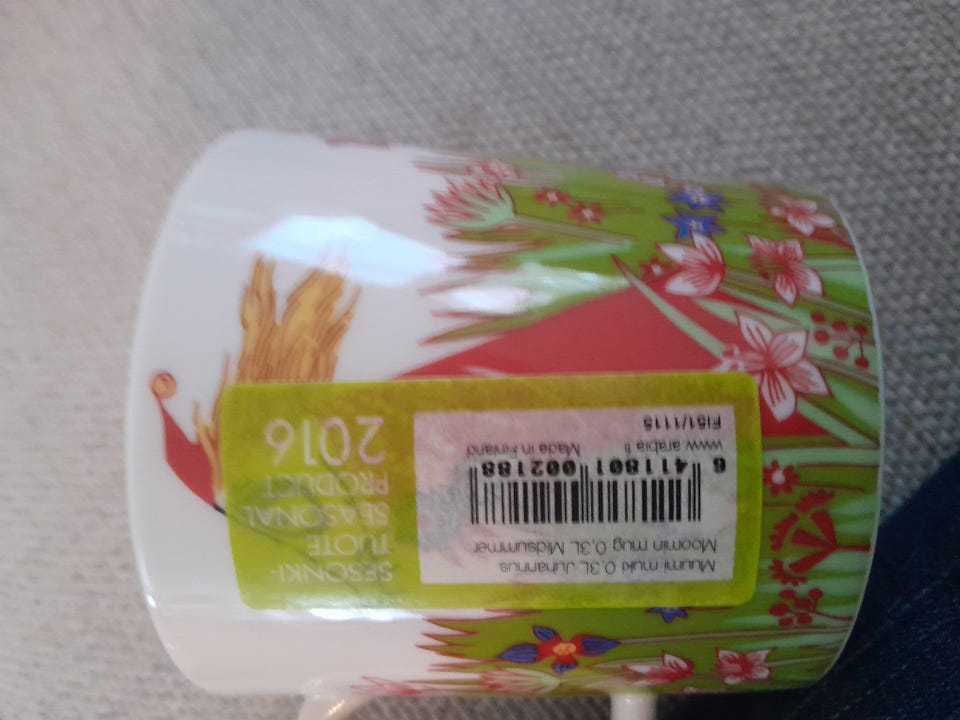 SESONKI-
TUOTE
SEASONAL
PRODUCT
2016
Muumi muki 0,3L Juhannus
Moomin mug 0,3L Midsummer
6 411801 002188
www.arabia.fi Made in Finland
FI51/1115